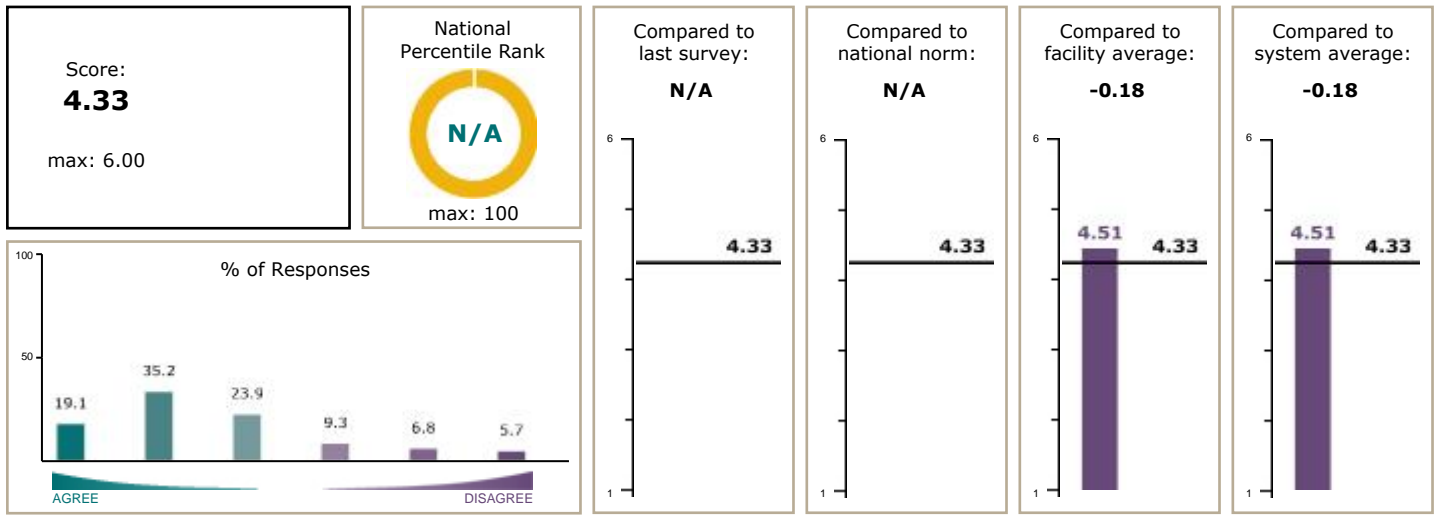 Score:
4.33
max: 6.00
National
Percentile Rank
N/A
max: 100
% of Responses
100
50
19.1
35.2
23.9
9.3
6.8
5.7
AGREE
DISAGREE
Compared to
last survey:
N/A
6
4.33
1
Compared to
national norm:
N/A
6
4.33
1
Compared to
facility average:
-0.18
6
4.51
4.33
1
Compared to
system average:
-0.18
6
4.51
4.33
1